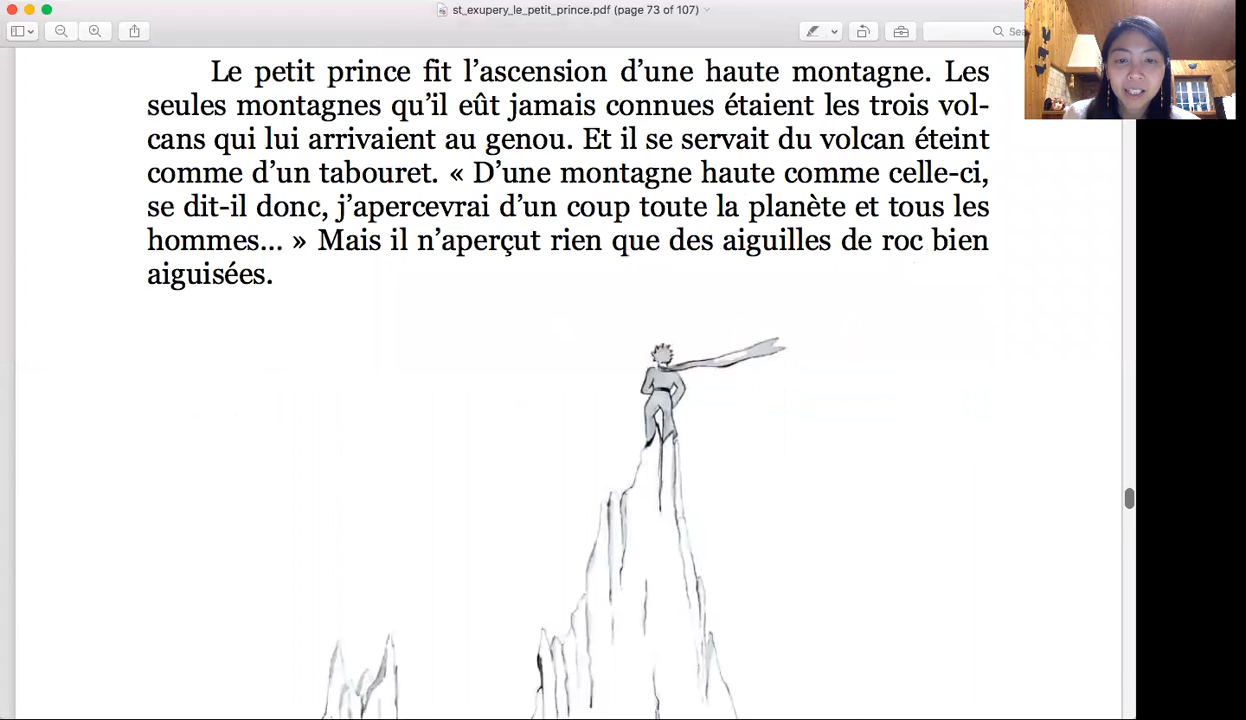 st_exupery_le_petit_prince.pdf (page 73 of 107)
Sea
Le petit prince fit l’ascension d’une haute montagne. Les
seules montagnes qu’il eût jamais connues étaient les trois vol-
cans qui lui arrivaient au genou. Et il se servait du volcan éteint
comme d’un tabouret. « D’une montagne haute comme celle-ci,
se dit-il donc, j’apercevrai d’un coup toute la planète et tous les
hommes... » Mais il n’aperçut rien que des aiguilles de roc bien
aiguisées.